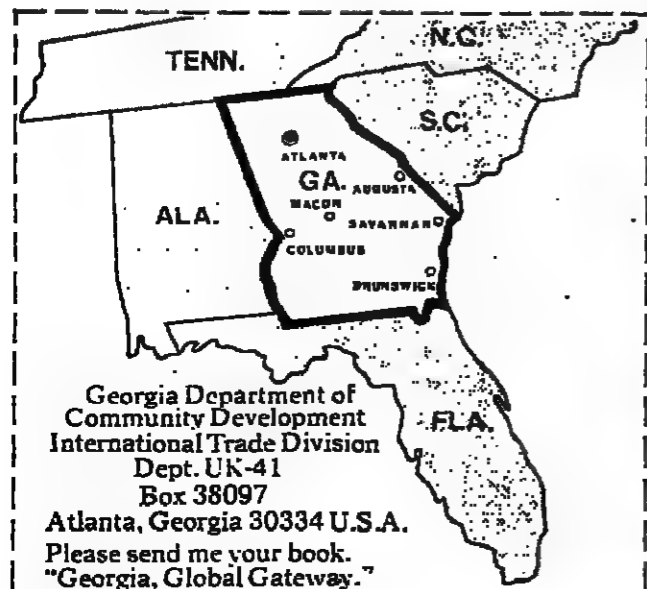 TENN.
N.C.
S.C.
ATLANTA
GA.
AUGUSTA
MACON
ALA.
SAVANNAH
COLUMBUS
BRUNSWICK
FLA.
Georgia Department of
Community Development
International Trade Division
Dept. UK-41
Box 38097
Atlanta, Georgia 30334 U.S.A.
Please send me your book.
"Georgia, Global Gateway."